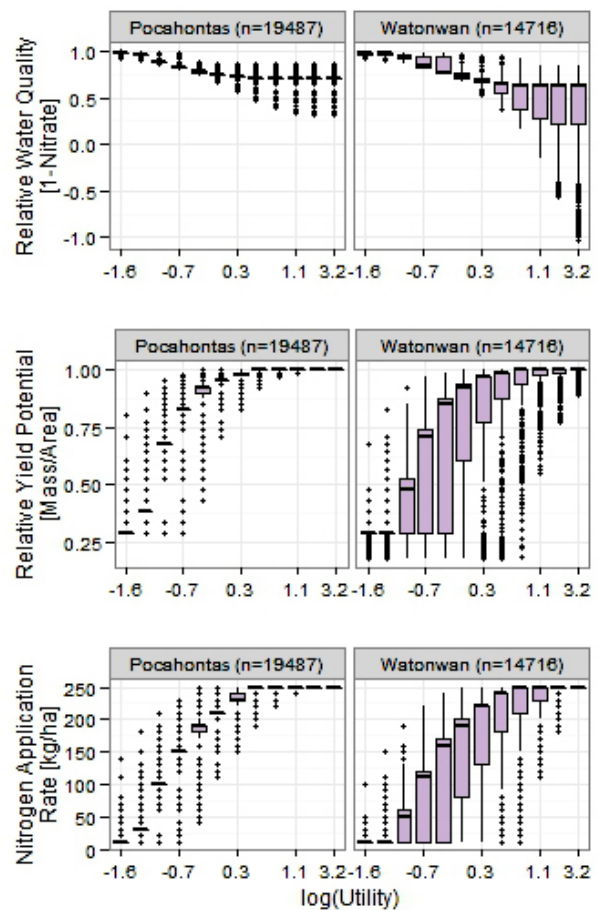 Pocahontas (n=19487) Watonwan (n=14716)
Relative Water Quality
[1-Nitrate]
1.0
0.5
0.0
-0.5
-1.0
-1.6 -0.7 0.3 1.1 3.2 -0.7 0.3 1.1 3.2
Pocahontas (n=19487) Watonwan (n=14716)
Relative Yield Potential
[Mass/Area]
1.00
0.75
0.50
0.25
-1.6 -0.7 0.3 1.1 3.2 -1.6 -0.7 0.3 1.1 3.2
Pocahontas (n=19487) Watonwan (n=14716)
Nitrogen Application
Rate [kg/ha]
250
200
150
100
50
0
-1.6 -0.7 0.3 1.1 3.2 -1.6 -0.7 0.3 1.1 3.2
log(Utility)